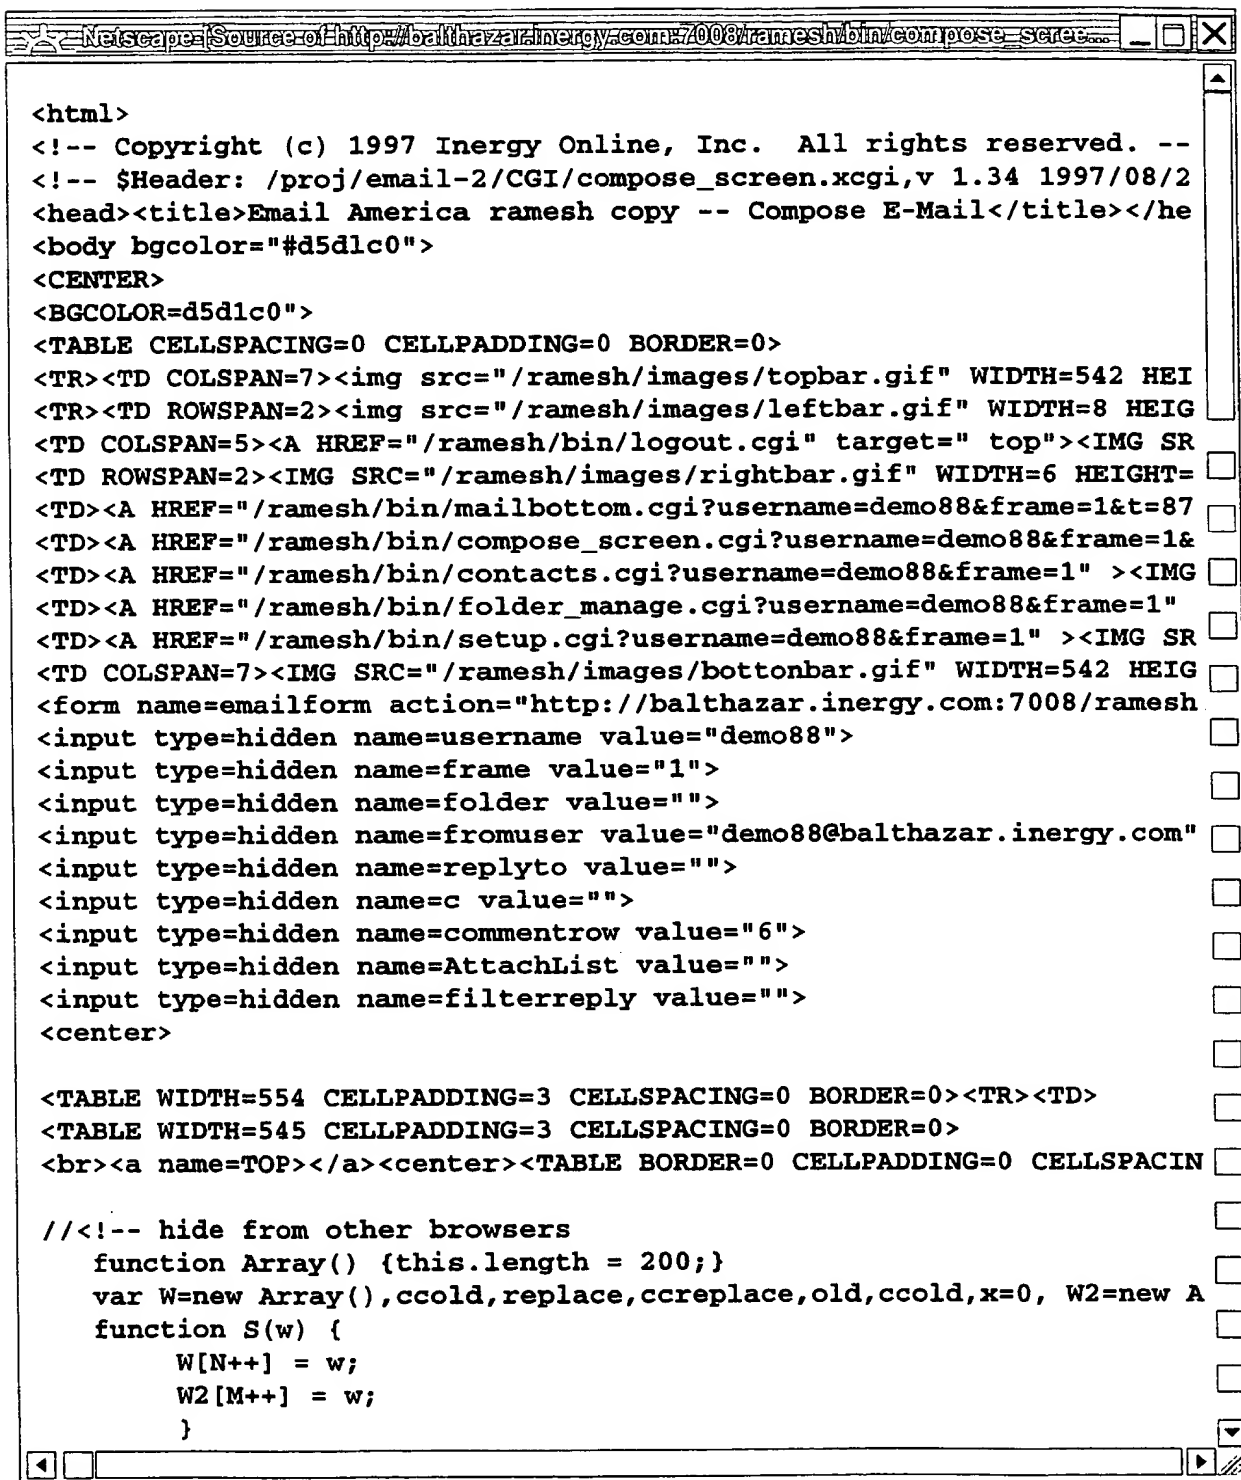 Netscape-[Source of http://balthazar.inergy.com:7008/ramesh/bin/compose_scree...
<html>
<!-- Copyright (c) 1997 Inergy Online, Inc.  All rights reserved. --
<!-- $Header: /proj/email-2/CGI/compose_screen.xcgi,v 1.34 1997/08/2
<head><title>Email America ramesh copy -- Compose E-Mail</title></he
<body bgcolor="#d5d1c0">
<CENTER>
<BGCOLOR=d5d1c0">
<TABLE CELLSPACING=0 CELLPADDING=0 BORDER=0>
<TR><TD COLSPAN=7><img src="/ramesh/images/topbar.gif" WIDTH=542 HEI
<TR><TD ROWSPAN=2><img src="/ramesh/images/leftbar.gif" WIDTH=8 HEIG
<TD COLSPAN=5><A HREF="/ramesh/bin/logout.cgi" target=" top"><IMG SR
<TD ROWSPAN=2><IMG SRC="/ramesh/images/rightbar.gif" WIDTH=6 HEIGHT=
<TD><A HREF="/ramesh/bin/mailbottom.cgi?username=demo88&frame=1&t=87
<TD><A HREF="/ramesh/bin/compose_screen.cgi?username=demo88&frame=1&
<TD><A HREF="/ramesh/bin/contacts.cgi?username=demo88&frame=1" ><IMG
<TD><A HREF="/ramesh/bin/folder_manage.cgi?username=demo88&frame=1"
<TD><A HREF="/ramesh/bin/setup.cgi?username=demo88&frame=1" ><IMG SR
<TD COLSPAN=7><IMG SRC="/ramesh/images/bottonbar.gif" WIDTH=542 HEIG
<form name=emailform action="http://balthazar.inergy.com:7008/ramesh
<input type=hidden name=username value="demo88">
<input type=hidden name=frame value="1">
<input type=hidden name=folder value="">
<input type=hidden name=fromuser value="demo88@balthazar.inergy.com"
<input type=hidden name=replyto value="">
<input type=hidden name=c value="">
<input type=hidden name=commentrow value="6">
<input type=hidden name=AttachList value="">
<input type=hidden name=filterreply value="">
<center>
<TABLE WIDTH=554 CELLPADDING=3 CELLSPACING=0 BORDER=0><TR><TD>
<TABLE WIDTH=545 CELLPADDING=3 CELLSPACING=0 BORDER=0>
<br><a name=TOP></a><center><TABLE BORDER=0 CELLPADDING=0 CELLSPACIN
//<!-- hide from other browsers
function Array() {this.length = 200;}
var W=new Array(),ccold,replace,ccreplace,old,ccold,x=0, W2=new A
function S(w) {
W[N++] = w;
W2[M++] = w;
}